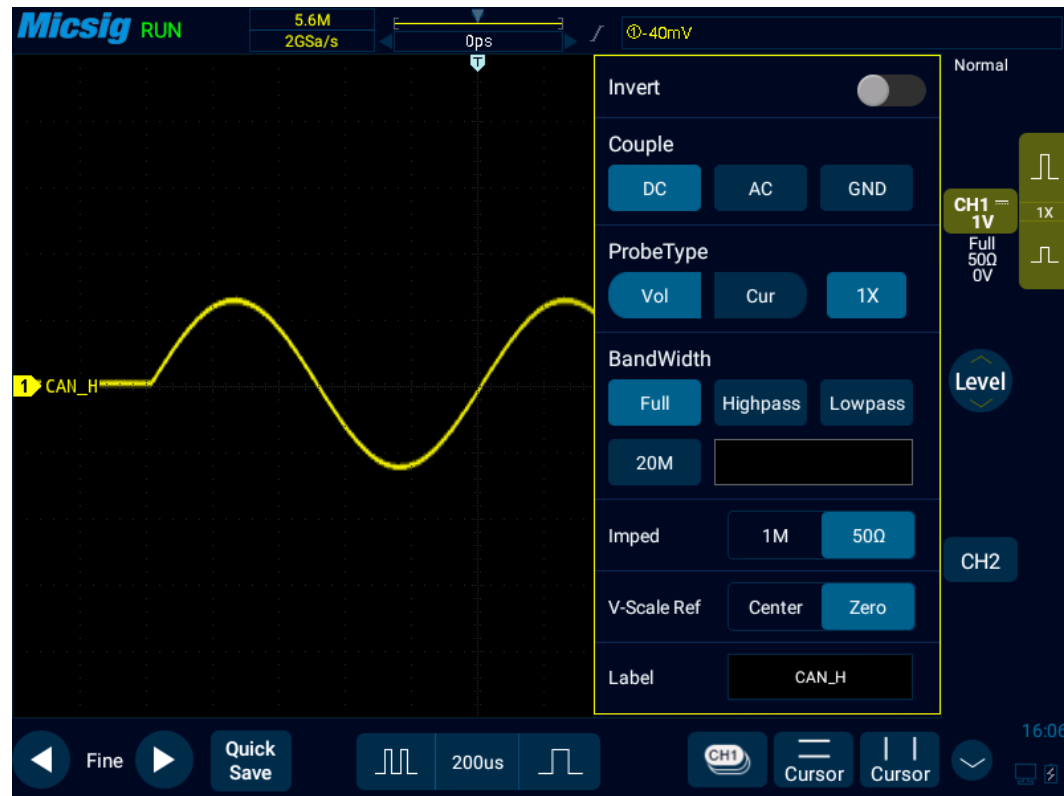 Micsig RUN 5.6M
2GSa/s 0ps ①-40mV
T
Invert
Normal
Couple
DC AC GND
CH1 1X
1V
Full
50Ω
0V
ProbeType
Vol Cur 1X
BandWidth
Full Highpass Lowpass
20M
1 CAN_H
Level
Imped 1M 50Ω
CH2
V-Scale Ref Center Zero
Label CAN_H
Fine Quick Save 200us CH1 Cursor Cursor
16:06